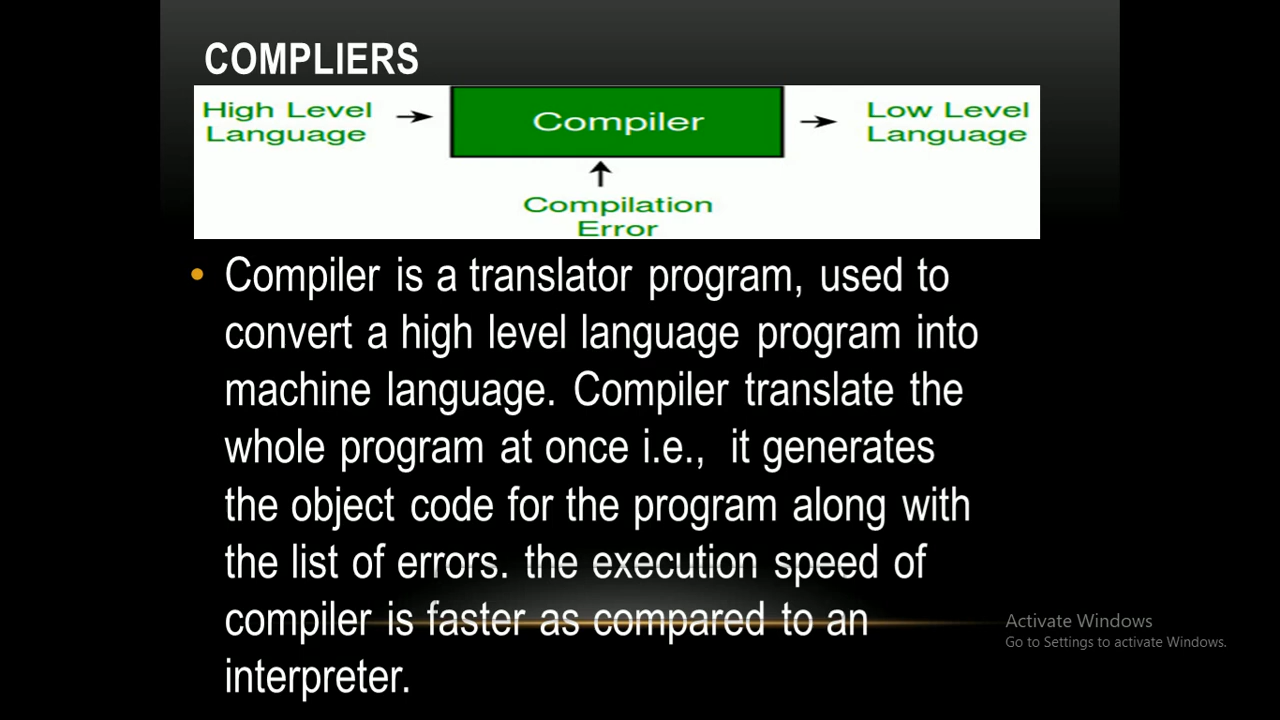 COMPLIERS
High Level
Language
Compiler
Low Level
Language
Compilation
Error
• Compiler is a translator program, used to
convert a high level language program into
machine language. Compiler translate the
whole program at once i.e., it generates
the object code for the program along with
the list of errors. the execution speed of
compiler is faster as compared to an
interpreter.
Activate Windows
Go to Settings to activate Windows.